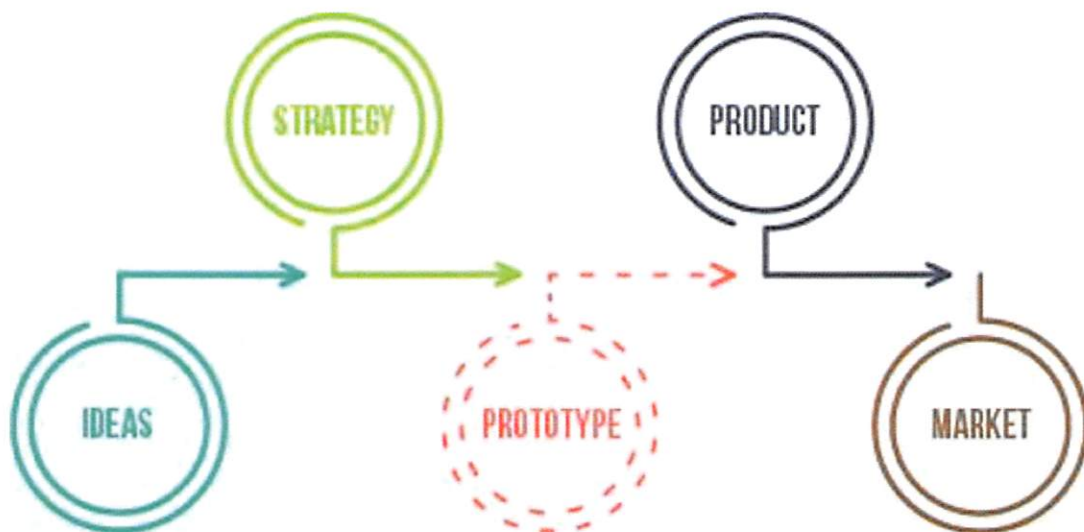 STRATEGY
PRODUCT
IDEAS
PROTOTYPE
MARKET